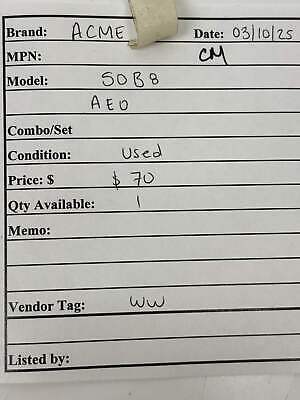 Brand: ACME Date: 03/10/25
MPN: CM
Model: 50B8
AEO
Combo/Set
Condition: Used
Price: $ $ 70
Qty Available: 1
Memo:
Vendor Tag: WW
Listed by: